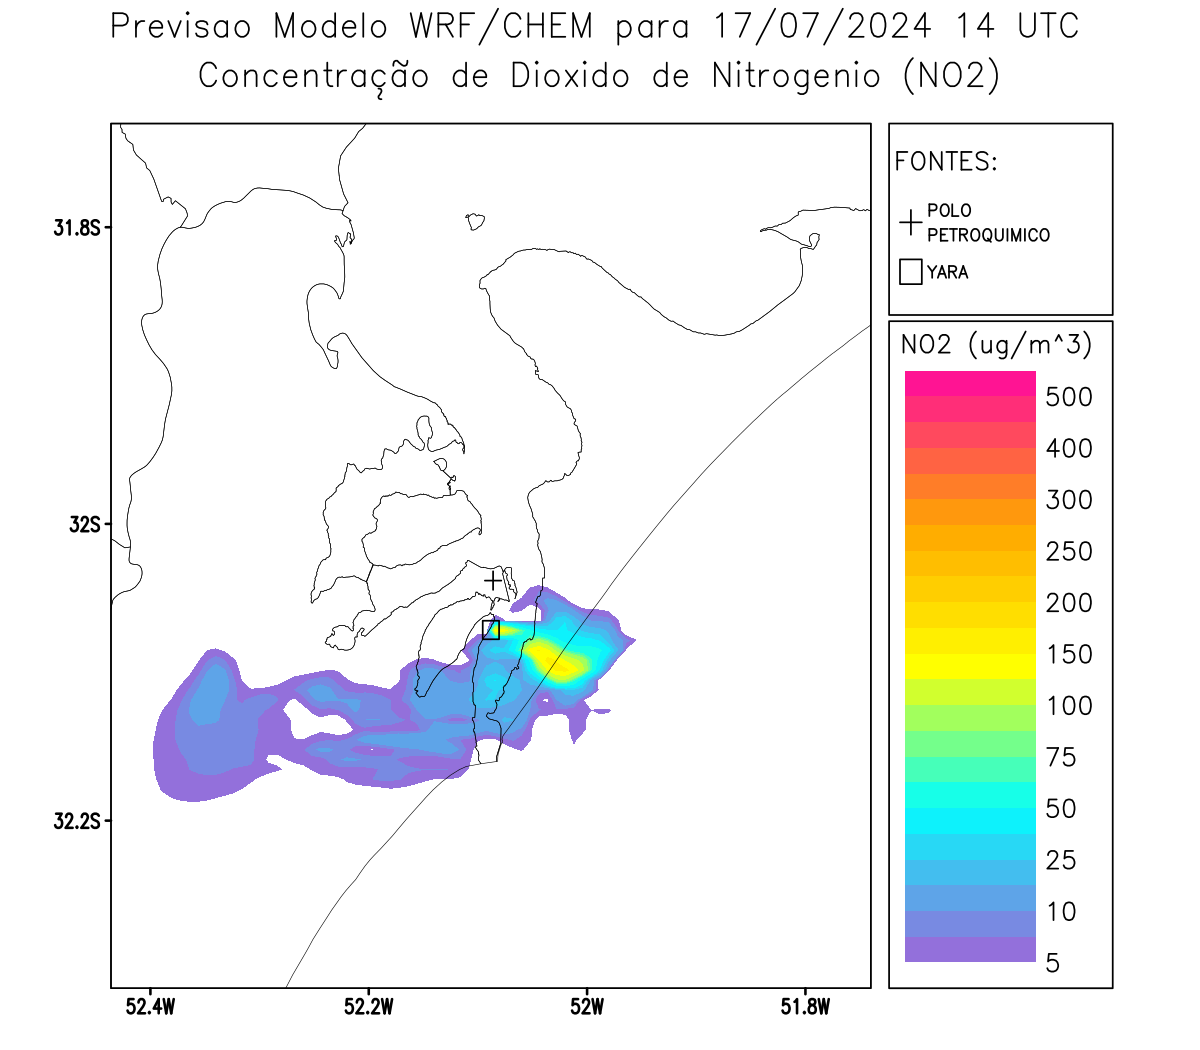 Previsao Modelo WRF/CHEM para 17/07/2024 14 UTC
Concentração de Dioxido de Nitrogenio (NO2)
FONTES:
POLO
PETROQUIMICO
YARA
NO2 (ug/m^3)
500
400
300
250
200
150
100
75
50
25
10
5
31.8S
32S
32.2S
52.4W
52.2W
52W
51.8W